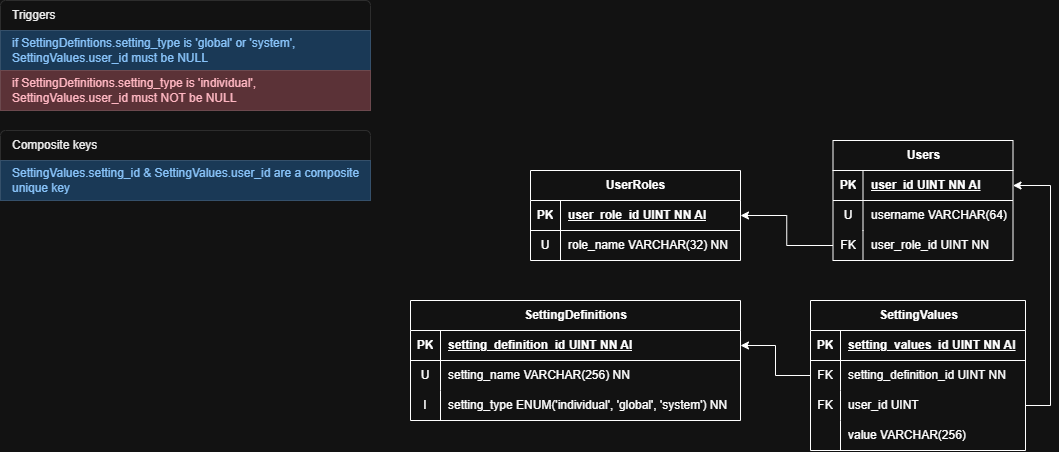 Triggers
if SettingDefintions.setting_type is 'global' or 'system',
SettingValues.user_id must be NULL
if SettingDefinitions.setting_type is 'individual',
SettingValues.user_id must NOT be NULL
Composite keys
SettingValues.setting_id & SettingValues.user_id are a composite
unique key
UserRoles
PK user_role_id UINT NN AI
U role_name VARCHAR(32) NN
Users
PK user_id UINT NN AI
U username VARCHAR(64)
FK user_role_id UINT NN
SettingDefinitions
PK setting_definition_id UINT NN AI
U setting_name VARCHAR(256) NN
I setting_type ENUM('individual', 'global', 'system') NN
SettingValues
PK setting_values_id UINT NN AI
FK setting_definition_id UINT NN
FK user_id UINT
value VARCHAR(256)